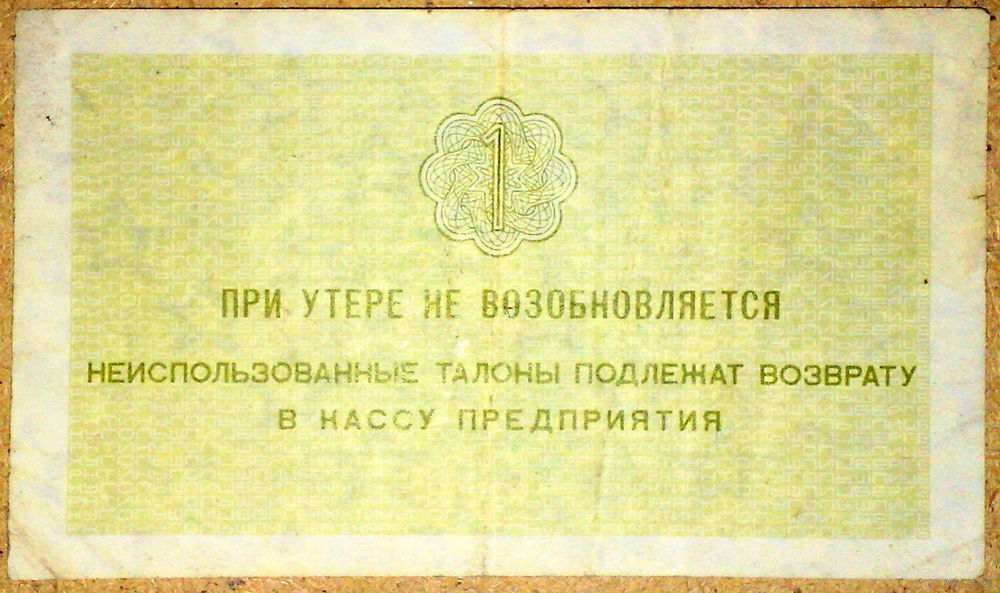 1
ПРИ УТЕРЕ НЕ ВОЗОБНОВЛЯЕТСЯ
НЕИСПОЛЬЗОВАННЫЕ ТАЛОНЫ ПОДЛЕЖАТ ВОЗВРАТУ
В КАССУ ПРЕДПРИЯТИЯ